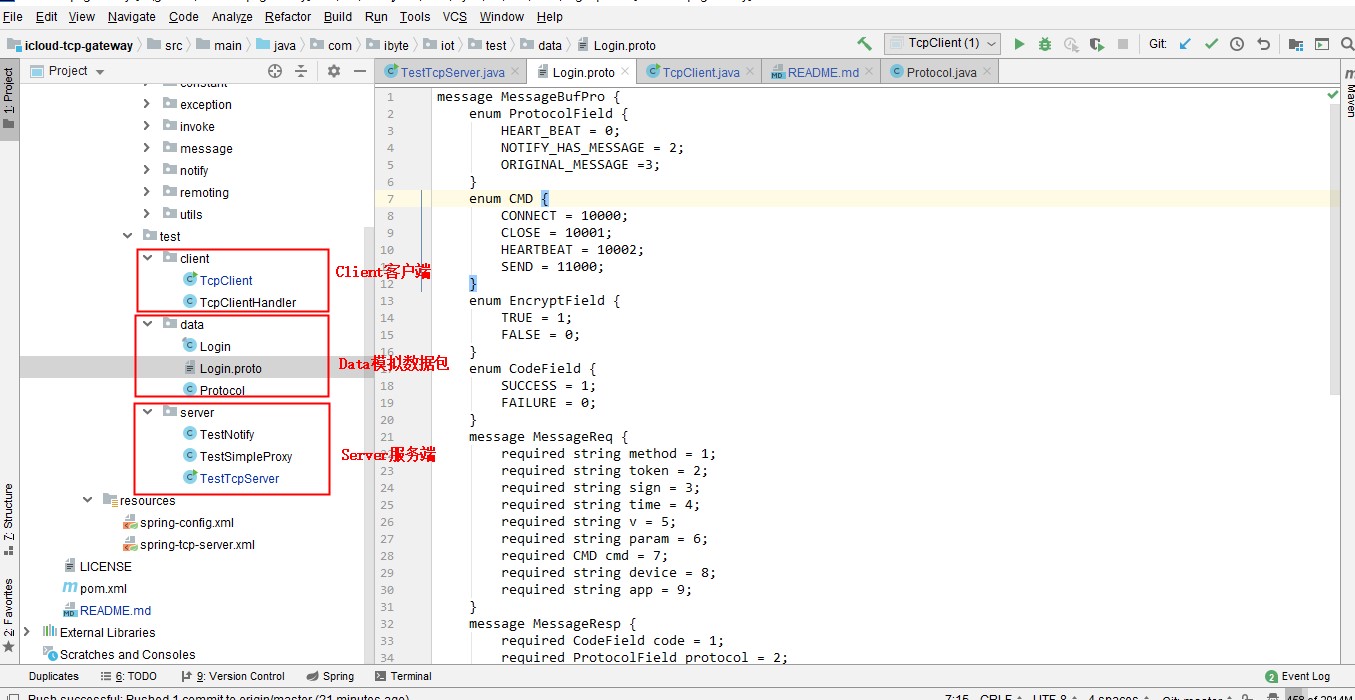 File Edit View Navigate Code Analyze Refactor Build Run Tools VCS Window Help
icloud-tcp-gateway src main java com ibyte iot test data Login.proto TcpClient (1) Git:
Project TestTcpServer.java Login.proto TcpClient.java README.md Protocol.java
1: Project
7: Structure
2: Favorites
Maven
constant
exception
invoke
message
notify
remoting
utils
test
client
TcpClient
TcpClientHandler
data
Login
Login.proto
Protocol
server
TestNotify
TestSimpleProxy
TestTcpServer
resources
spring-config.xml
spring-tcp-server.xml
LICENSE
pom.xml
README.md
External Libraries
Scratches and Consoles
Client客户端
Data模拟数据包
Server服务端
1 message MessageBufPro {
2 enum ProtocolField {
3 HEART_BEAT = 0;
4 NOTIFY_HAS_MESSAGE = 2;
5 ORIGINAL_MESSAGE =3;
6 }
7 enum CMD {
8 CONNECT = 10000;
9 CLOSE = 10001;
10 HEARTBEAT = 10002;
SEND = 11000;
12 }
13 enum EncryptField {
14 TRUE = 1;
15 FALSE = 0;
16 }
enum CodeField {
18 SUCCESS = 1;
19 FAILURE = 0;
20 }
21 message MessageReq {
required string method = 1;
23 required string token = 2;
24 required string sign = 3;
25 required string time = 4;
26 required string v = 5;
27 required string param = 6;
28 required CMD cmd = 7;
29 required string device = 8;
30 required string app = 9;
31 }
32 message MessageResp {
33 required CodeField code = 1;
34 required ProtocolField protocol = 2;
Duplicates 6: TODO 9: Version Control Spring Terminal 2 Event Log
Push successful: Pushed 1 commit to origin/master (21 minutes ago) 7:15 CRLF UTF-8 4 spaces Git: master 458 of 2014M